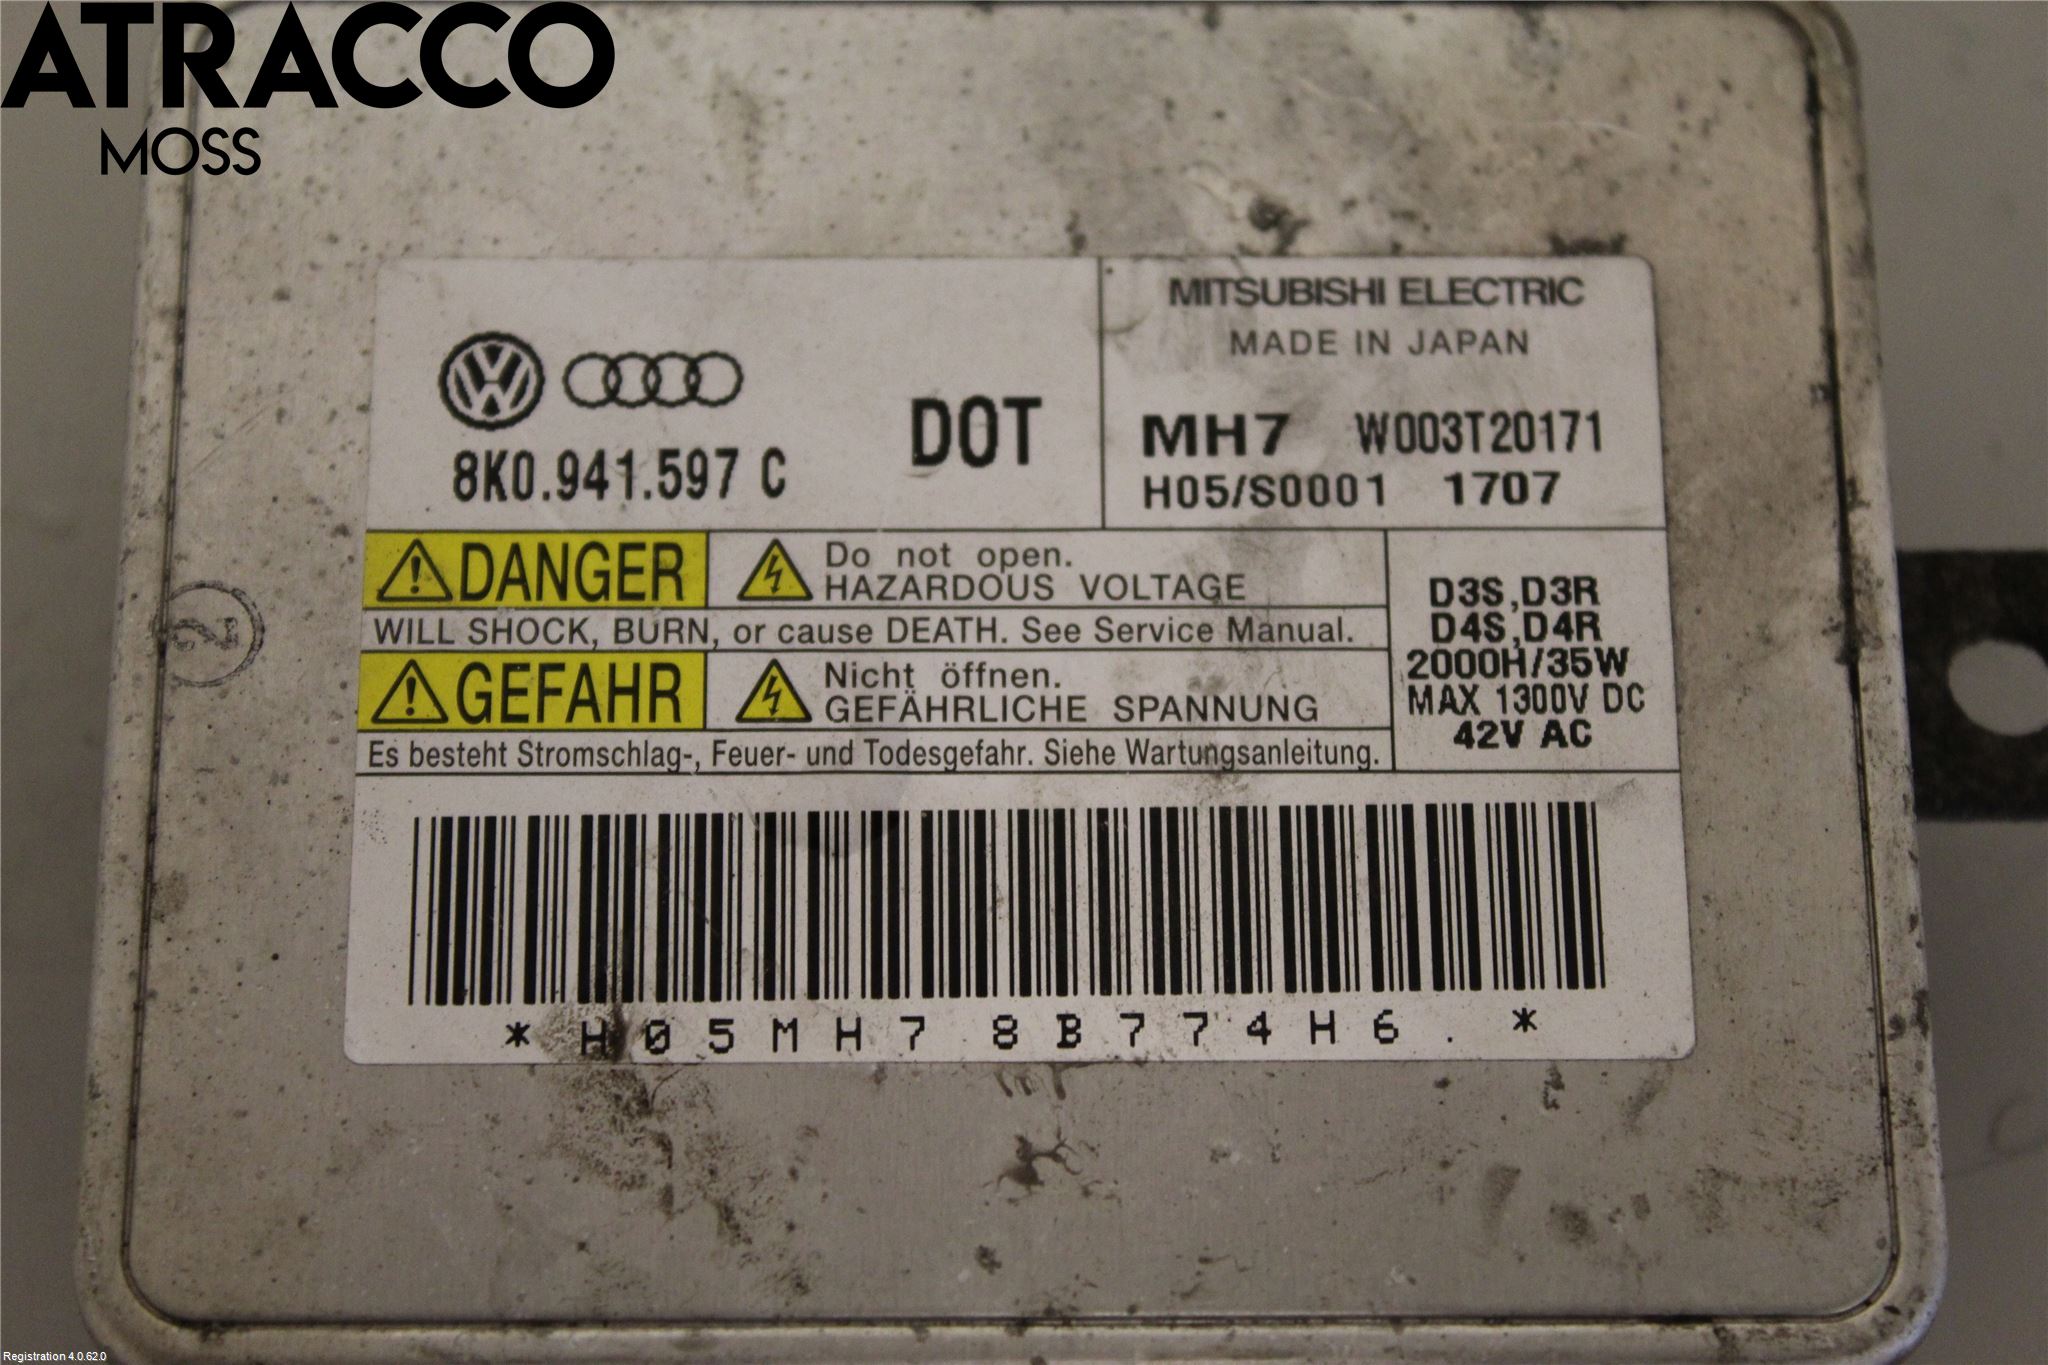 ATRACCO
MOSS
8K0.941.597 C
DOT
MITSUBISHI ELECTRIC
MADE IN JAPAN
MH7 W003T20171
H05/S0001 1707
DANGER
Do not open.
HAZARDOUS VOLTAGE
WILL SHOCK, BURN, or cause DEATH. See Service Manual.
GEFAHR
Nicht öffnen.
GEFÄHRLICHE SPANNUNG
Es besteht Stromschlag-, Feuer- und Todesgefahr. Siehe Wartungsanleitung.
D3S,D3R
D4S,D4R
2000H/35W
MAX 1300V DC
42V AC
*H05MH78B774H6.*
2
Registration 4.0.62.0